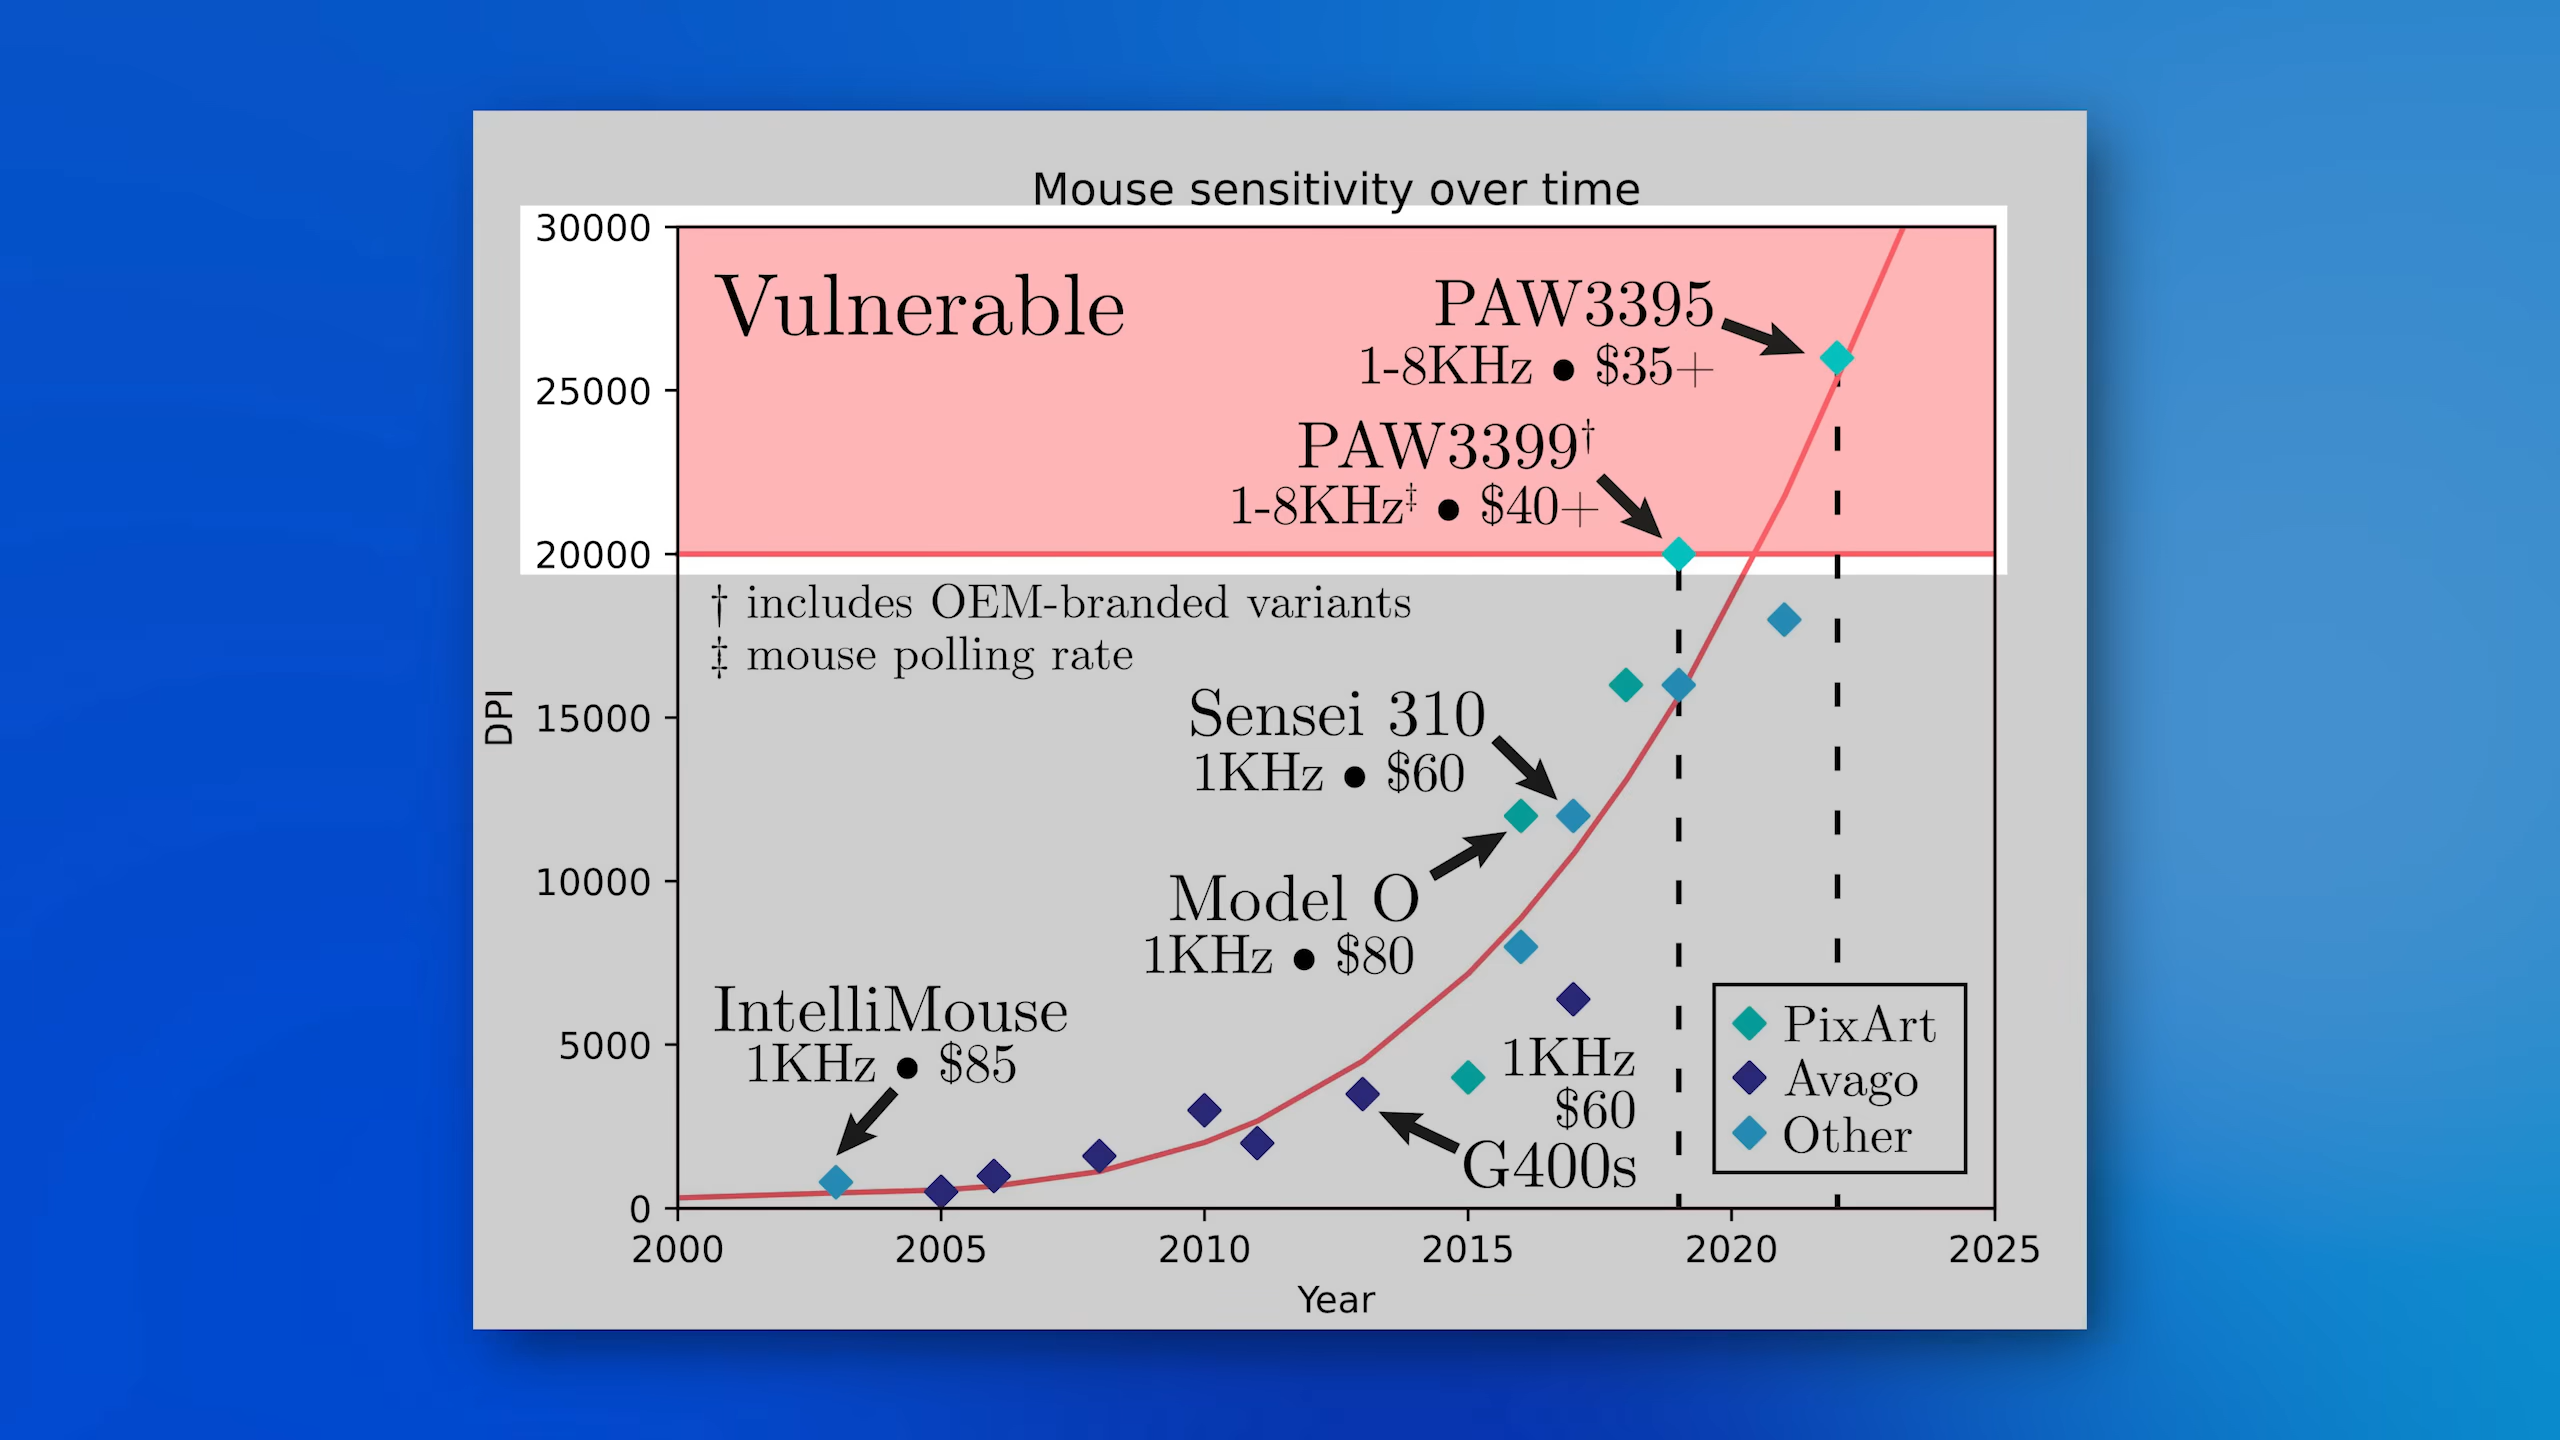 Mouse sensitivity over time
30000
25000
20000
15000
10000
5000
0
DPI
Vulnerable
PAW3395
1-8KHz • $35+
PAW3399†
1-8KHz‡ • $40+
† includes OEM-branded variants
‡ mouse polling rate
Sensei 310
1KHz • $60
Model O
1KHz • $80
IntelliMouse
1KHz • $85
1KHz
$60
G400s
PixArt
Avago
Other
2000
2005
2010
2015
2020
2025
Year